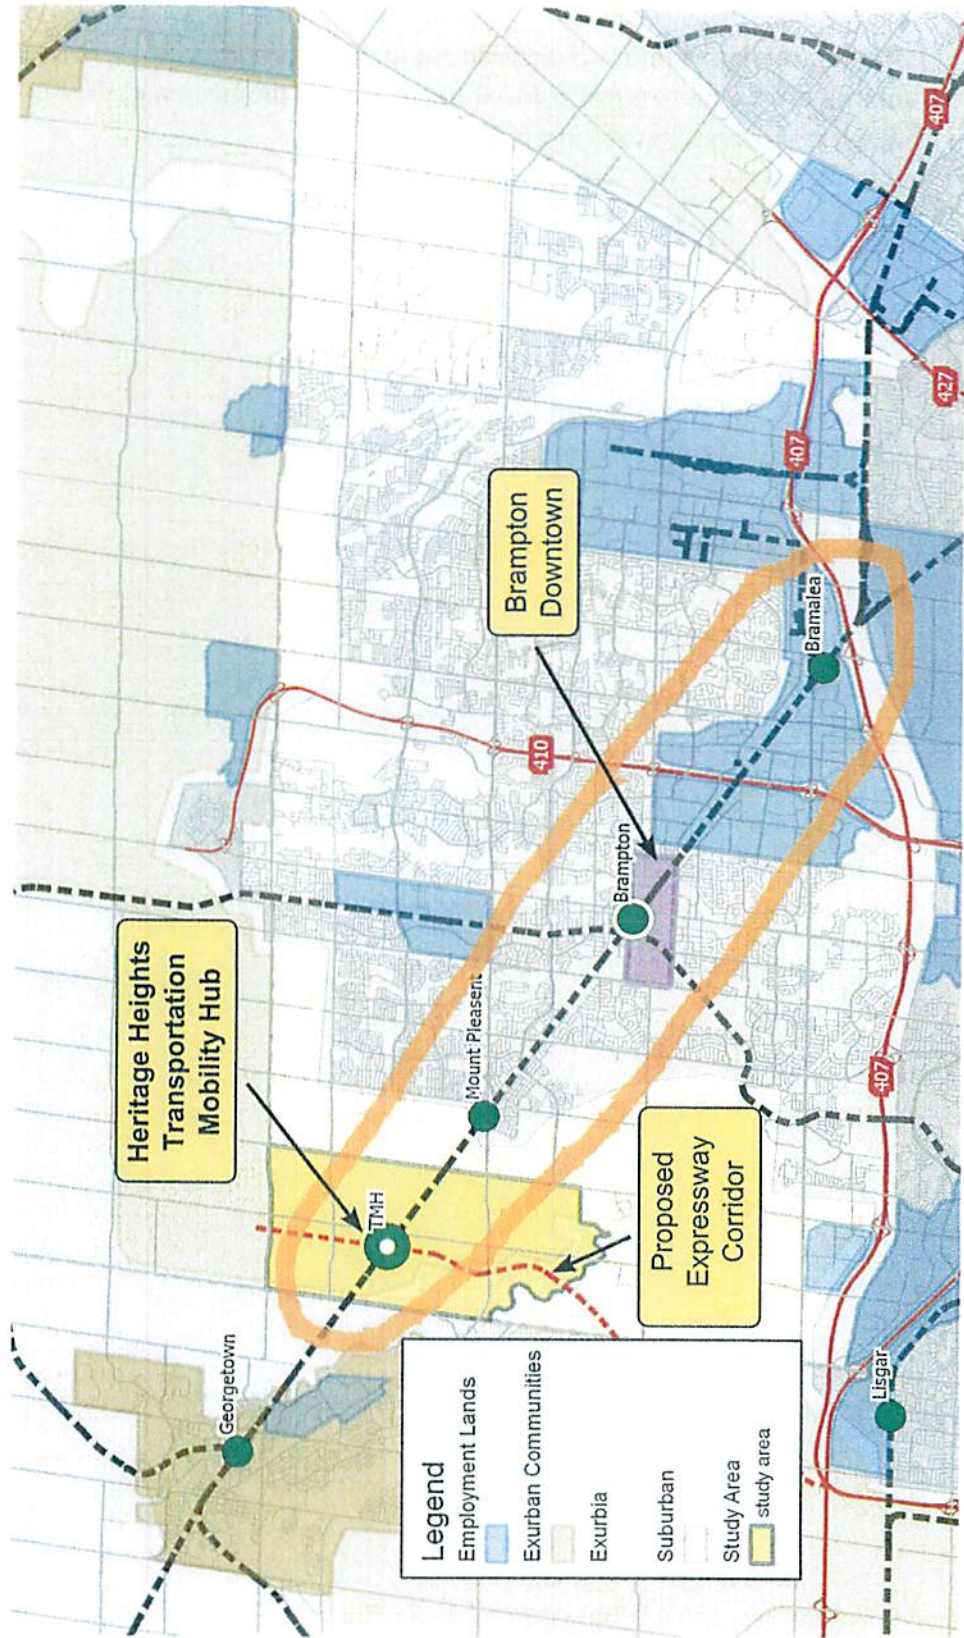 Heritage Heights
Transportation
Mobility Hub
Georgetown
TMH
Mount Pleasent
Brampton
Downtown
410
Brampton
Bramalea
407
407
427
Proposed
Expressway
Corridor
407
Lisgar
Legend
Employment Lands
Exurban Communities
Exurbia
Suburban
Study Area
study area